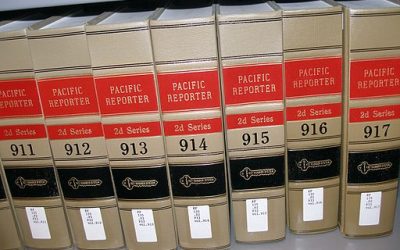 PACIFIC
REPORTER
2d Series
911
PACIFIC
REPORTER
2d Series
912
PACIFIC
REPORTER
2d Series
913
PACIFIC
REPORTER
2d Series
914
PACIFIC
REPORTER
2d Series
915
PACIFIC
REPORTER
2d Series
916
PACIFIC
REPORTER
2d Series
917